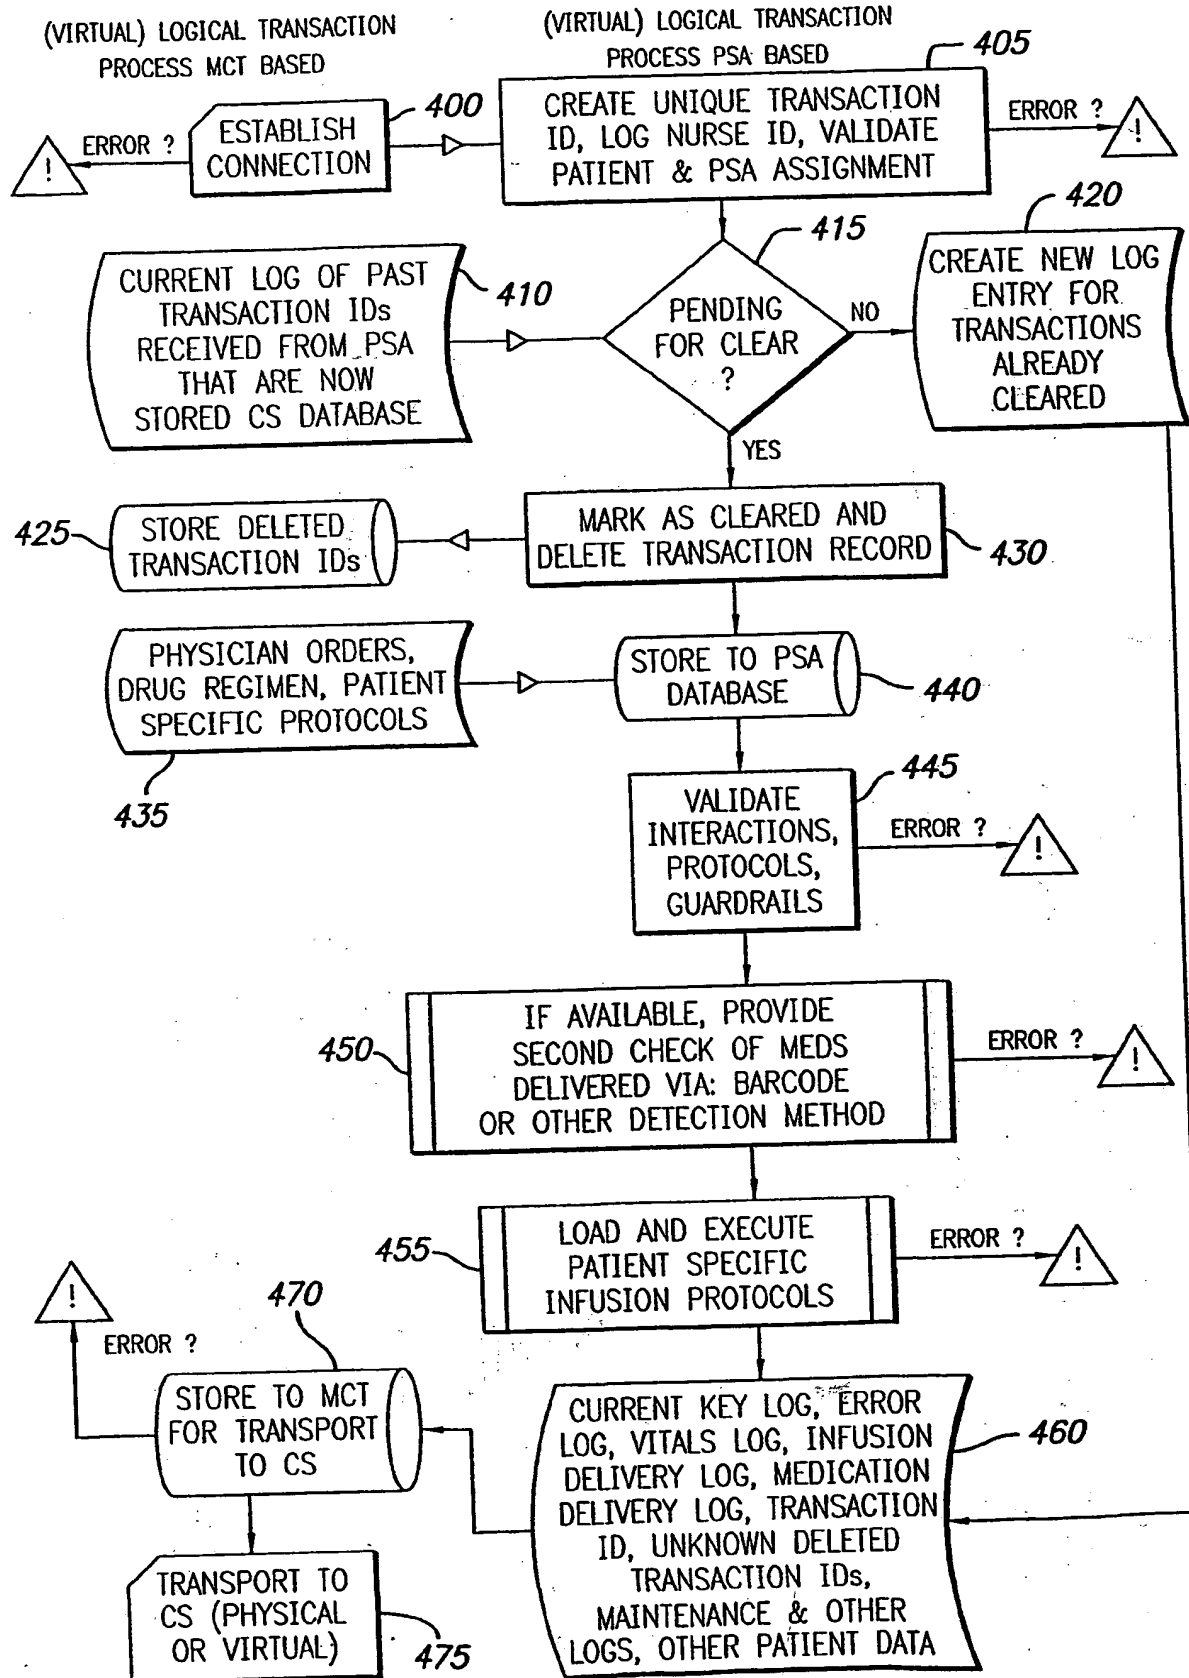 (VIRTUAL) LOGICAL TRANSACTION
PROCESS MCT BASED
(VIRTUAL) LOGICAL TRANSACTION
PROCESS PSA BASED
405
400
ERROR ?
!
ESTABLISH
CONNECTION
CREATE UNIQUE TRANSACTION
ID, LOG NURSE ID, VALIDATE
PATIENT & PSA ASSIGNMENT
ERROR ?
!
415
420
CURRENT LOG OF PAST
TRANSACTION IDs
RECEIVED FROM PSA
THAT ARE NOW
STORED CS DATABASE
410
PENDING
FOR CLEAR
?
NO
CREATE NEW LOG
ENTRY FOR
TRANSACTIONS
ALREADY
CLEARED
YES
425
STORE DELETED
TRANSACTION IDs
MARK AS CLEARED AND
DELETE TRANSACTION RECORD
430
PHYSICIAN ORDERS,
DRUG REGIMEN, PATIENT
SPECIFIC PROTOCOLS
435
STORE TO PSA
DATABASE
440
445
VALIDATE
INTERACTIONS,
PROTOCOLS,
GUARDRAILS
ERROR ?
!
450
IF AVAILABLE, PROVIDE
SECOND CHECK OF MEDS
DELIVERED VIA: BARCODE
OR OTHER DETECTION METHOD
ERROR ?
!
455
LOAD AND EXECUTE
PATIENT SPECIFIC
INFUSION PROTOCOLS
ERROR ?
!
!
ERROR ?
470
STORE TO MCT
FOR TRANSPORT
TO CS
CURRENT KEY LOG, ERROR
LOG, VITALS LOG, INFUSION
DELIVERY LOG, MEDICATION
DELIVERY LOG, TRANSACTION
ID, UNKNOWN DELETED
TRANSACTION IDs,
MAINTENANCE & OTHER
LOGS, OTHER PATIENT DATA
460
TRANSPORT TO
CS (PHYSICAL
OR VIRTUAL)
475